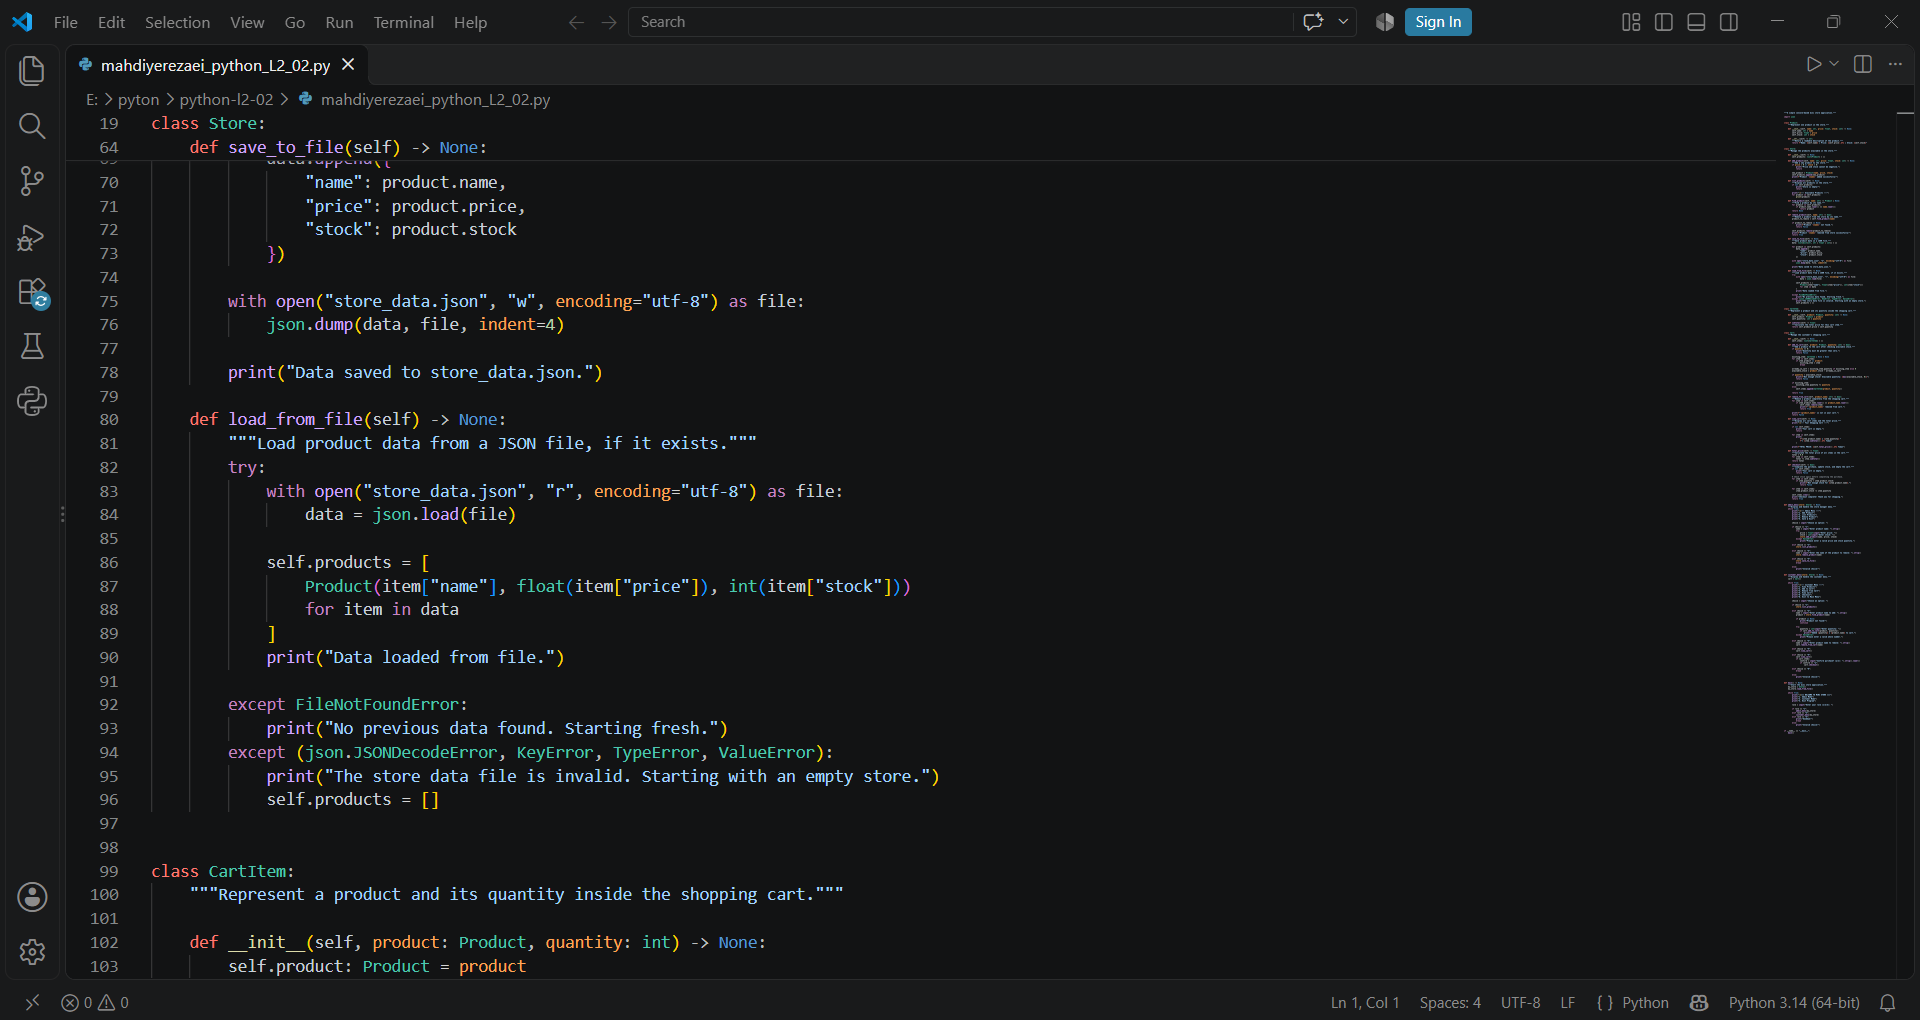 File Edit Selection View Go Run Terminal Help Search Sign In
mahdiyerezaei_python_L2_02.py
E: > pyton > python-l2-02 > mahdiyerezaei_python_L2_02.py
19 class Store:
64 def save_to_file(self) -> None:
70 "name": product.name,
71 "price": product.price,
72 "stock": product.stock
73 })
74
75 with open("store_data.json", "w", encoding="utf-8") as file:
76 json.dump(data, file, indent=4)
77
78 print("Data saved to store_data.json.")
79
80 def load_from_file(self) -> None:
81 """Load product data from a JSON file, if it exists."""
82 try:
83 with open("store_data.json", "r", encoding="utf-8") as file:
84 data = json.load(file)
85
86 self.products = [
87 Product(item["name"], float(item["price"]), int(item["stock"]))
88 for item in data
89 ]
90 print("Data loaded from file.")
91
92 except FileNotFoundError:
93 print("No previous data found. Starting fresh.")
94 except (json.JSONDecodeError, KeyError, TypeError, ValueError):
95 print("The store data file is invalid. Starting with an empty store.")
96 self.products = []
97
98
99 class CartItem:
100 """Represent a product and its quantity inside the shopping cart."""
101
102 def __init__(self, product: Product, quantity: int) -> None:
103 self.product: Product = product
0 0 Ln 1, Col 1 Spaces: 4 UTF-8 LF { } Python Python 3.14 (64-bit)